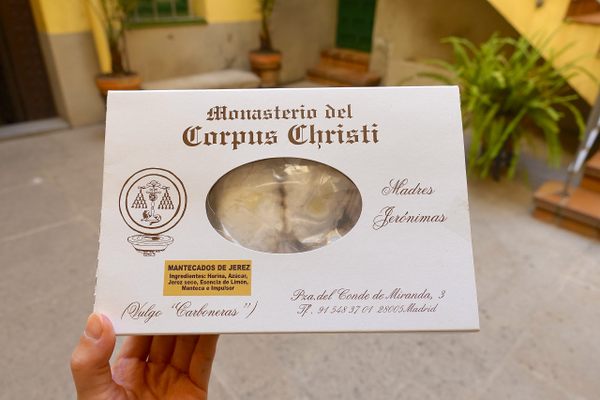 Monasterio del
Corpus Christi
Madres
Jerónimas
MANTECADOS DE JEREZ
Ingredientes: Harina, Azúcar,
Jerez seco, Esencia de Limón,
Manteca e Impulsor
(Vulgo "Carboneras")
Pza. del Conde de Miranda, 3
Tf. 91 548 37 01 28005 Madrid